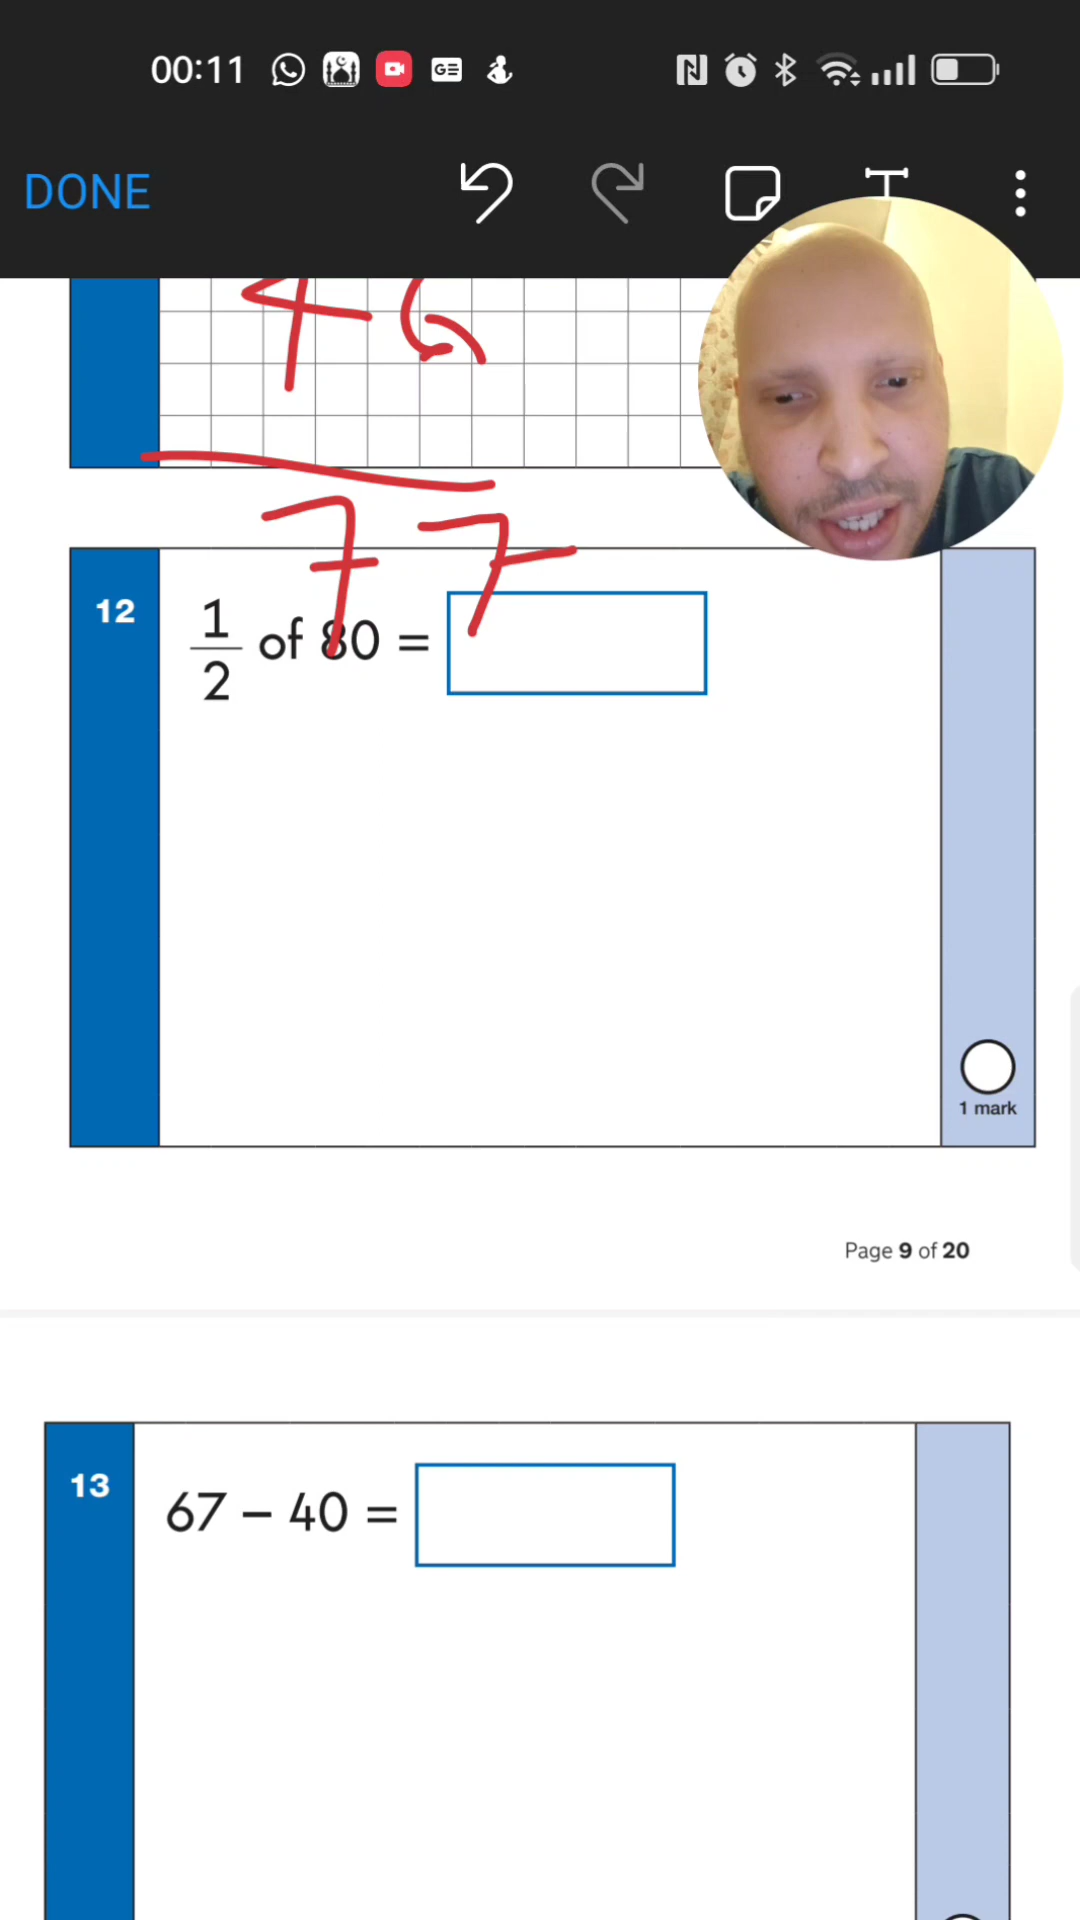 00:11
DONE
46
77
12
1/2 of 80 =
1 mark
Page 9 of 20
13
67 – 40 =